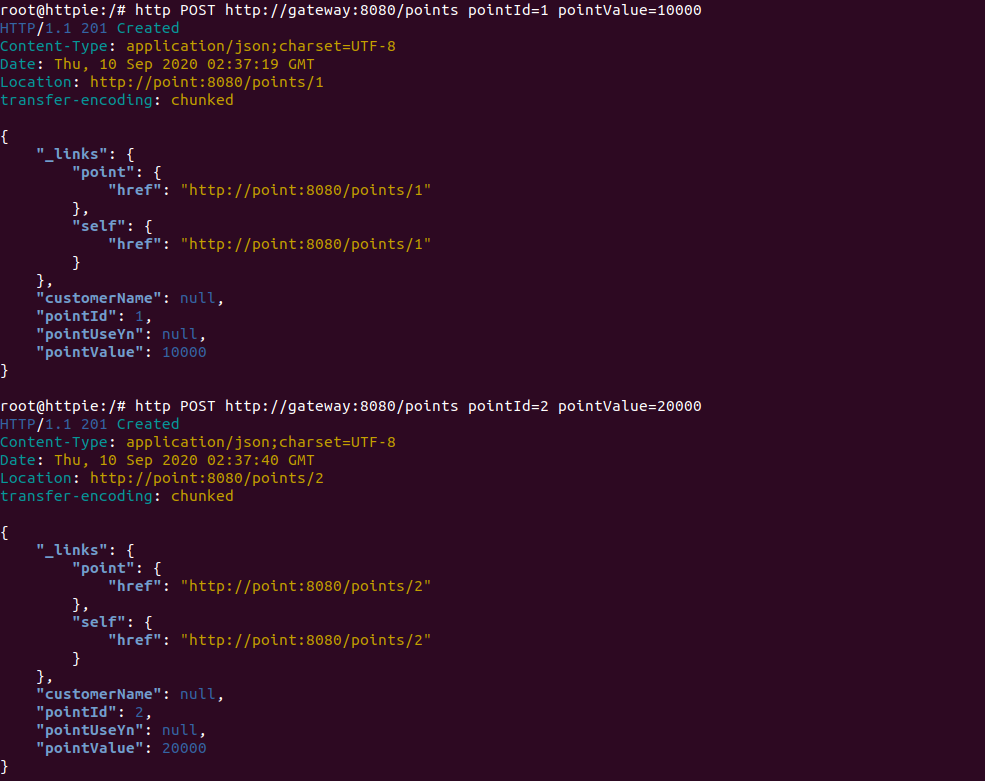 root@httpie:/# http POST http://gateway:8080/points pointId=1 pointValue=10000
HTTP/1.1 201 Created
Content-Type: application/json;charset=UTF-8
Date: Thu, 10 Sep 2020 02:37:19 GMT
Location: http://point:8080/points/1
transfer-encoding: chunked

{
    "_links": {
        "point": {
            "href": "http://point:8080/points/1"
        },
        "self": {
            "href": "http://point:8080/points/1"
        }
    },
    "customerName": null,
    "pointId": 1,
    "pointUseYn": null,
    "pointValue": 10000
}

root@httpie:/# http POST http://gateway:8080/points pointId=2 pointValue=20000
HTTP/1.1 201 Created
Content-Type: application/json;charset=UTF-8
Date: Thu, 10 Sep 2020 02:37:40 GMT
Location: http://point:8080/points/2
transfer-encoding: chunked

{
    "_links": {
        "point": {
            "href": "http://point:8080/points/2"
        },
        "self": {
            "href": "http://point:8080/points/2"
        }
    },
    "customerName": null,
    "pointId": 2,
    "pointUseYn": null,
    "pointValue": 20000
}